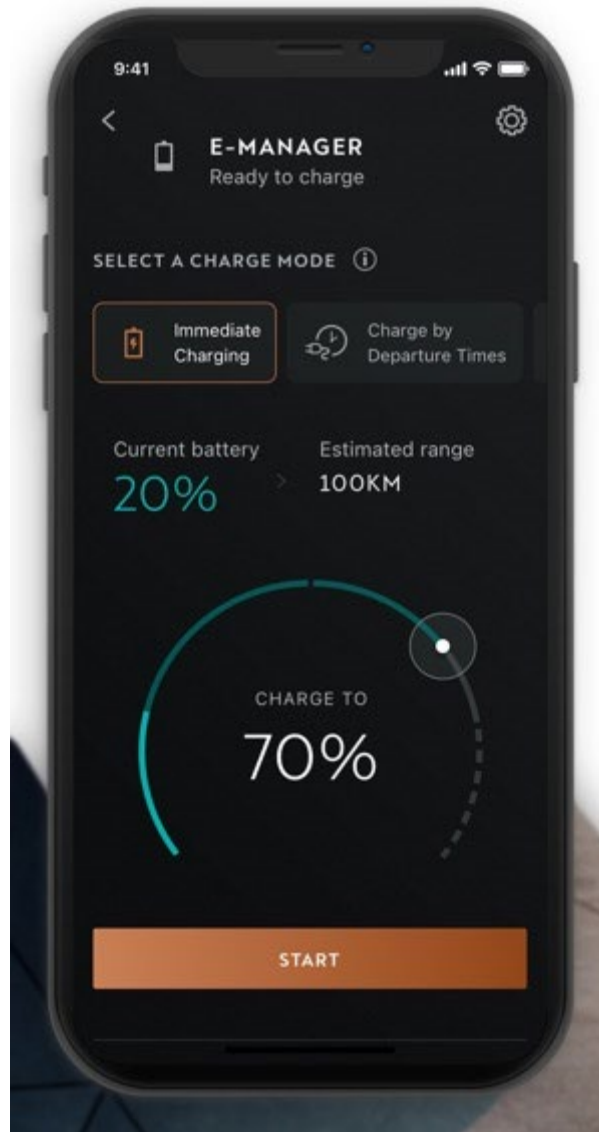 9:41
E-MANAGER
Ready to charge
SELECT A CHARGE MODE
Immediate
Charging
Charge by
Departure Times
Current battery
20%
Estimated range
100KM
CHARGE TO
70%
START